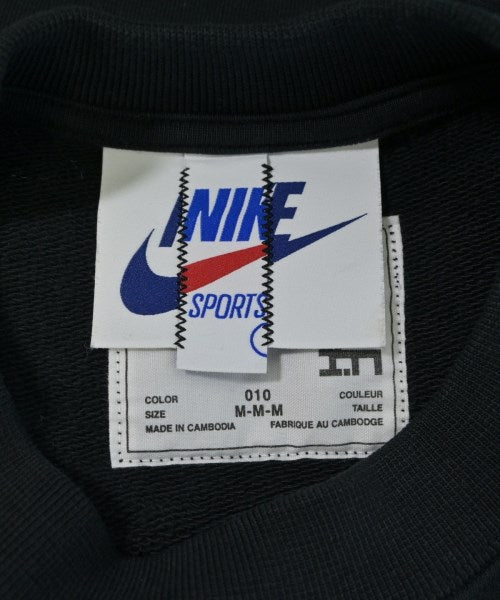 NIKE
SPORTS
COLOR 010 COULEUR
SIZE M-M-M TAILLE
MADE IN CAMBODIA FABRIQUE AU CAMBODGE